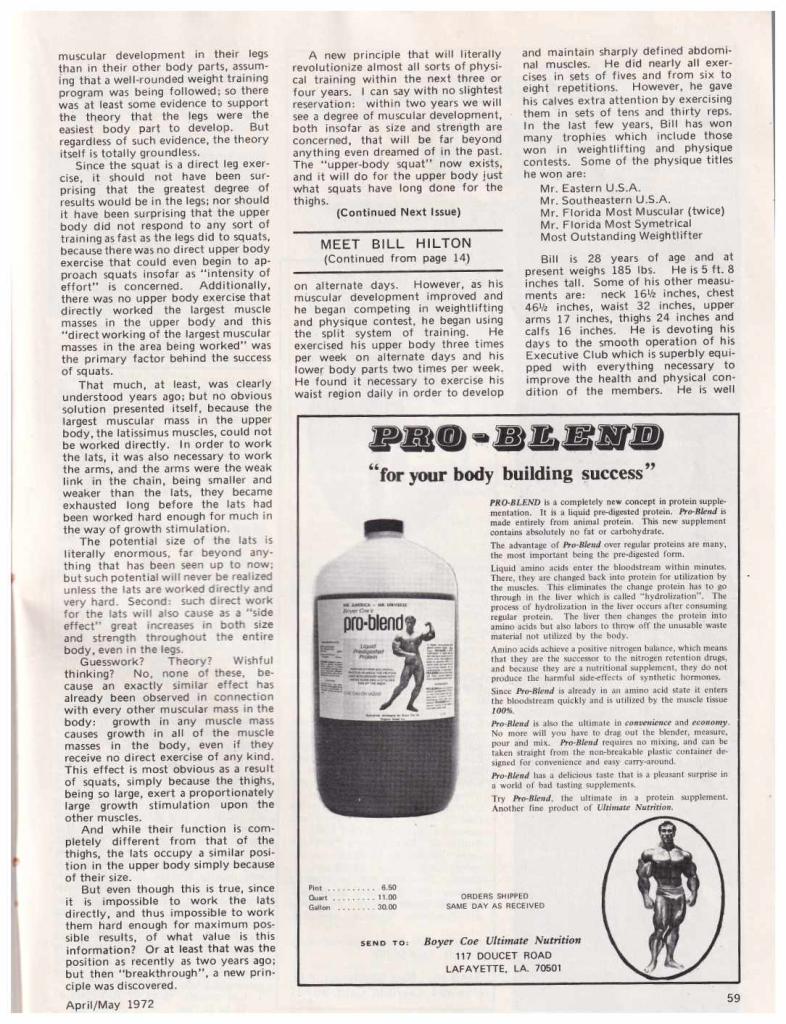 muscular development in their legs
than in their other body parts, assum-
ing that a well-rounded weight training
program was being followed; so there
was at least some evidence to support
the theory that the legs were the
easiest body part to develop. But
regardless of such evidence, the theory
itself is totally groundless.
Since the squat is a direct leg exer-
cise, it should not have been sur-
prising that the greatest degree of
results would be in the legs; nor should
it have been surprising that the upper
body did not respond to any sort of
training as fast as the legs did to squats,
because there was no direct upper body
exercise that could even begin to ap-
proach squats insofar as "intensity of
effort" is concerned. Additionally,
there was no upper body exercise that
directly worked the largest muscle
masses in the upper body and this
"direct working of the largest muscular
masses in the area being worked" was
the primary factor behind the success
of squats.
That much, at least, was clearly
understood years ago; but no obvious
solution presented itself, because the
largest muscular mass in the upper
body, the latissimus muscles, could not
be worked directly. In order to work
the lats, it was also necessary to work
the arms, and the arms were the weak
link in the chain, being smaller and
weaker than the lats, they became
exhausted long before the lats had
been worked hard enough for much in
the way of growth stimulation.
The potential size of the lats is
literally enormous, far beyond any-
thing that has been seen up to now;
but such potential will never be realized
unless the lats are worked directly and
very hard. Second: such direct work
for the lats will also cause as a "side
effect" great increases in both size
and strength throughout the entire
body, even in the legs.
Guesswork? Theory? Wishful
thinking? No, none of these, be-
cause an exactly similar effect has
already been observed in connection
with every other muscular mass in the
body: growth in any muscle mass
causes growth in all of the muscle
masses in the body, even if they
receive no direct exercise of any kind.
This effect is most obvious as a result
of squats, simply because the thighs,
being so large, exert a proportionately
large growth stimulation upon the
other muscles.
And while their function is com-
pletely different from that of the
thighs, the lats occupy a similar posi-
tion in the upper body simply because
of their size.
But even though this is true, since
it is impossible to work the lats
directly, and thus impossible to work
them hard enough for maximum pos-
sible results, of what value is this
information? Or at least that was the
position as recently as two years ago;
but then "breakthrough", a new prin-
ciple was discovered.
A new principle that will literally
revolutionize almost all sorts of physi-
cal training within the next three or
four years. I can say with no slightest
reservation: within two years we will
see a degree of muscular development,
both insofar as size and strength are
concerned, that will be far beyond
anything even dreamed of in the past.
The "upper-body squat" now exists,
and it will do for the upper body just
what squats have long done for the
thighs.
(Continued Next Issue)
MEET BILL HILTON
(Continued from page 14)
on alternate days. However, as his
muscular development improved and
he began competing in weightlifting
and physique contest, he began using
the split system of training. He
exercised his upper body three times
per week on alternate days and his
lower body parts two times per week.
He found it necessary to exercise his
waist region daily in order to develop
and maintain sharply defined abdomi-
nal muscles. He did nearly all exer-
cises in sets of fives and from six to
eight repetitions. However, he gave
his calves extra attention by exercising
them in sets of tens and thirty reps.
In the last few years, Bill has won
many trophies which include those
won in weightlifting and physique
contests. Some of the physique titles
he won are:
Mr. Eastern U.S.A.
Mr. Southeastern U.S.A.
Mr. Florida Most Muscular (twice)
Mr. Florida Most Symetrical
Most Outstanding Weightlifter
Bill is 28 years of age and at
present weighs 185 lbs. He is 5 ft. 8
inches tall. Some of his other measu-
ments are: neck 16½ inches, chest
46½ inches, waist 32 inches, upper
arms 17 inches, thighs 24 inches and
calfs 16 inches. He is devoting his
days to the smooth operation of his
Executive Club which is superbly equi-
pped with everything necessary to
improve the health and physical con-
dition of the members. He is well
PRO-BLEND
"for your body building success"
MR. AMERICA - MR. UNIVERSE
Boyer Coe's
pro-blend
Liquid
Predigested
Protein
PRO-BLEND is a completely new concept in protein supple-
mentation. It is a liquid pre-digested protein. Pro-Blend is
made entirely from animal protein. This new supplement
contains absolutely no fat or carbohydrate.
The advantage of Pro-Blend over regular proteins are many,
the most important being the pre-digested form.
Liquid amino acids enter the bloodstream within minutes.
There, they are changed back into protein for utilization by
the muscles. This eliminates the change protein has to go
through in the liver which is called "hydrolization". The
process of hydrolization in the liver occurs after consuming
regular protein. The liver then changes the protein into
amino acids but also labors to throw off the unusable waste
material not utilized by the body.
Amino acids achieve a positive nitrogen balance, which means
that they are the successor to the nitrogen retention drugs,
and because they are a nutritional supplement, they do not
produce the harmful side-effects of synthetic hormones.
Since Pro-Blend is already in an amino acid state it enters
the bloodstream quickly and is utilized by the muscle tissue
100%.
Pro-Blend is also the ultimate in convenience and economy.
No more will you have to drag out the blender, measure,
pour and mix. Pro-Blend requires no mixing, and can be
taken straight from the non-breakable plastic container de-
signed for convenience and easy carry-around.
Pro-Blend has a delicious taste that is a pleasant surprise in
a world of bad tasting supplements.
Try Pro-Blend, the ultimate in a protein supplement.
Another fine product of Ultimate Nutrition.
Pint .......... 6.50
Quart ......... 11.00
Gallon ........ 30.00
ORDERS SHIPPED
SAME DAY AS RECEIVED
SEND TO: Boyer Coe Ultimate Nutrition
117 DOUCET ROAD
LAFAYETTE, LA. 70501
April/May 1972
59